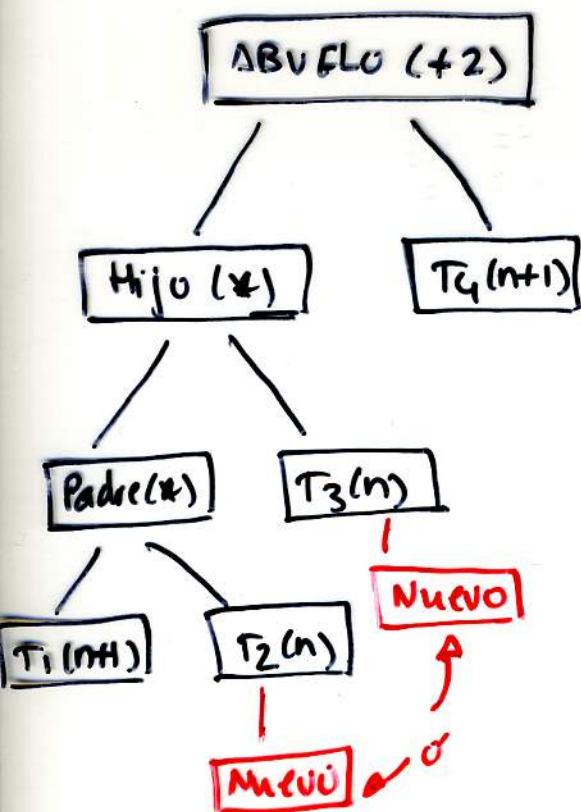 ABUELO (+2)
Hijo (*)
T4 (n+1)
Padre (*)
T3 (n)
Nuevo
T1 (n+1)
T2 (n)
o
Nuevo